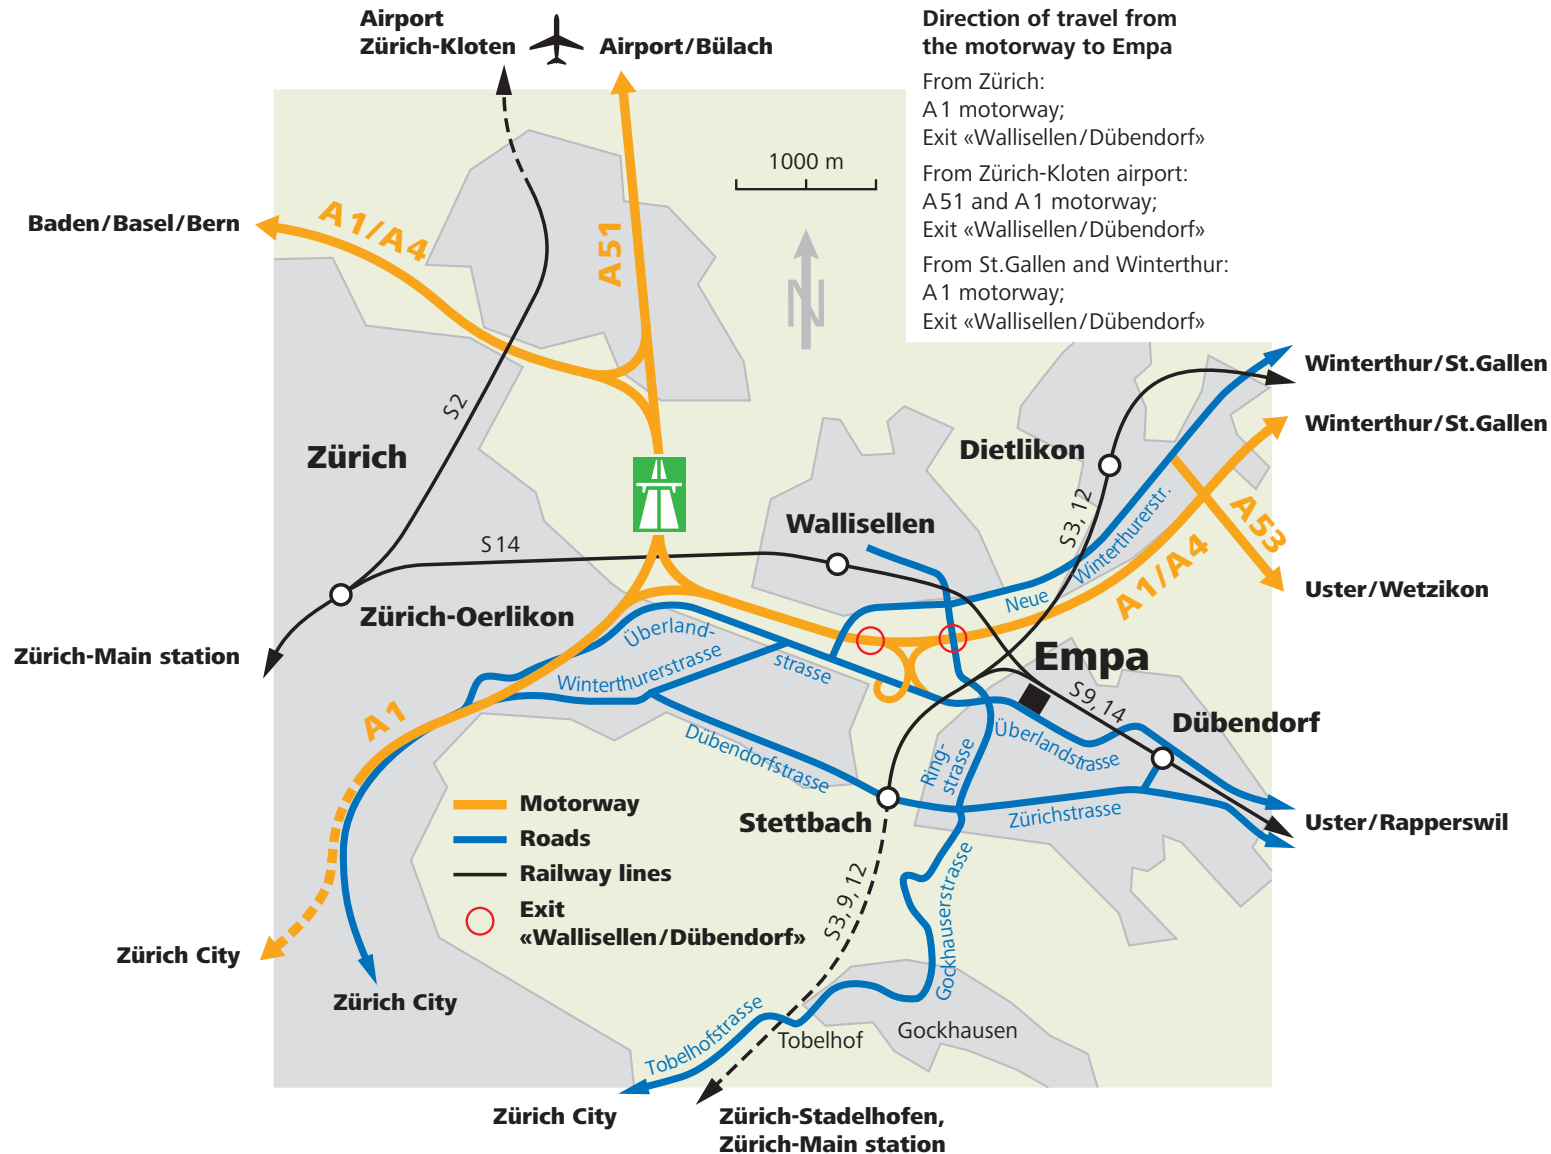 Airport
Zürich-Kloten
Airport/Bülach
Direction of travel from
the motorway to Empa
From Zürich:
A1 motorway;
Exit «Wallisellen/Dübendorf»
From Zürich-Kloten airport:
A51 and A1 motorway;
Exit «Wallisellen/Dübendorf»
From St.Gallen and Winterthur:
A1 motorway;
Exit «Wallisellen/Dübendorf»
1000 m
N
Baden/Basel/Bern
A1/A4
A51
S2
Zürich
Winterthur/St.Gallen
Winterthur/St.Gallen
Dietlikon
S3, 12
Neue
Winterthurerstr.
A53
A1/A4
Uster/Wetzikon
Wallisellen
S14
Zürich-Oerlikon
Zürich-Main station
Überland-
strasse
Winterthurerstrasse
Empa
S9, 14
Dübendorf
A1
Dübendorfstrasse
Ring-
strasse
Überlandstrasse
Zürichstrasse
Uster/Rapperswil
Stettbach
Motorway
Roads
Railway lines
Exit
«Wallisellen/Dübendorf»
S3, 9, 12
Gockhauserstrasse
Zürich City
Zürich City
Tobelhofstrasse
Tobelhof
Gockhausen
Zürich City
Zürich-Stadelhofen,
Zürich-Main station